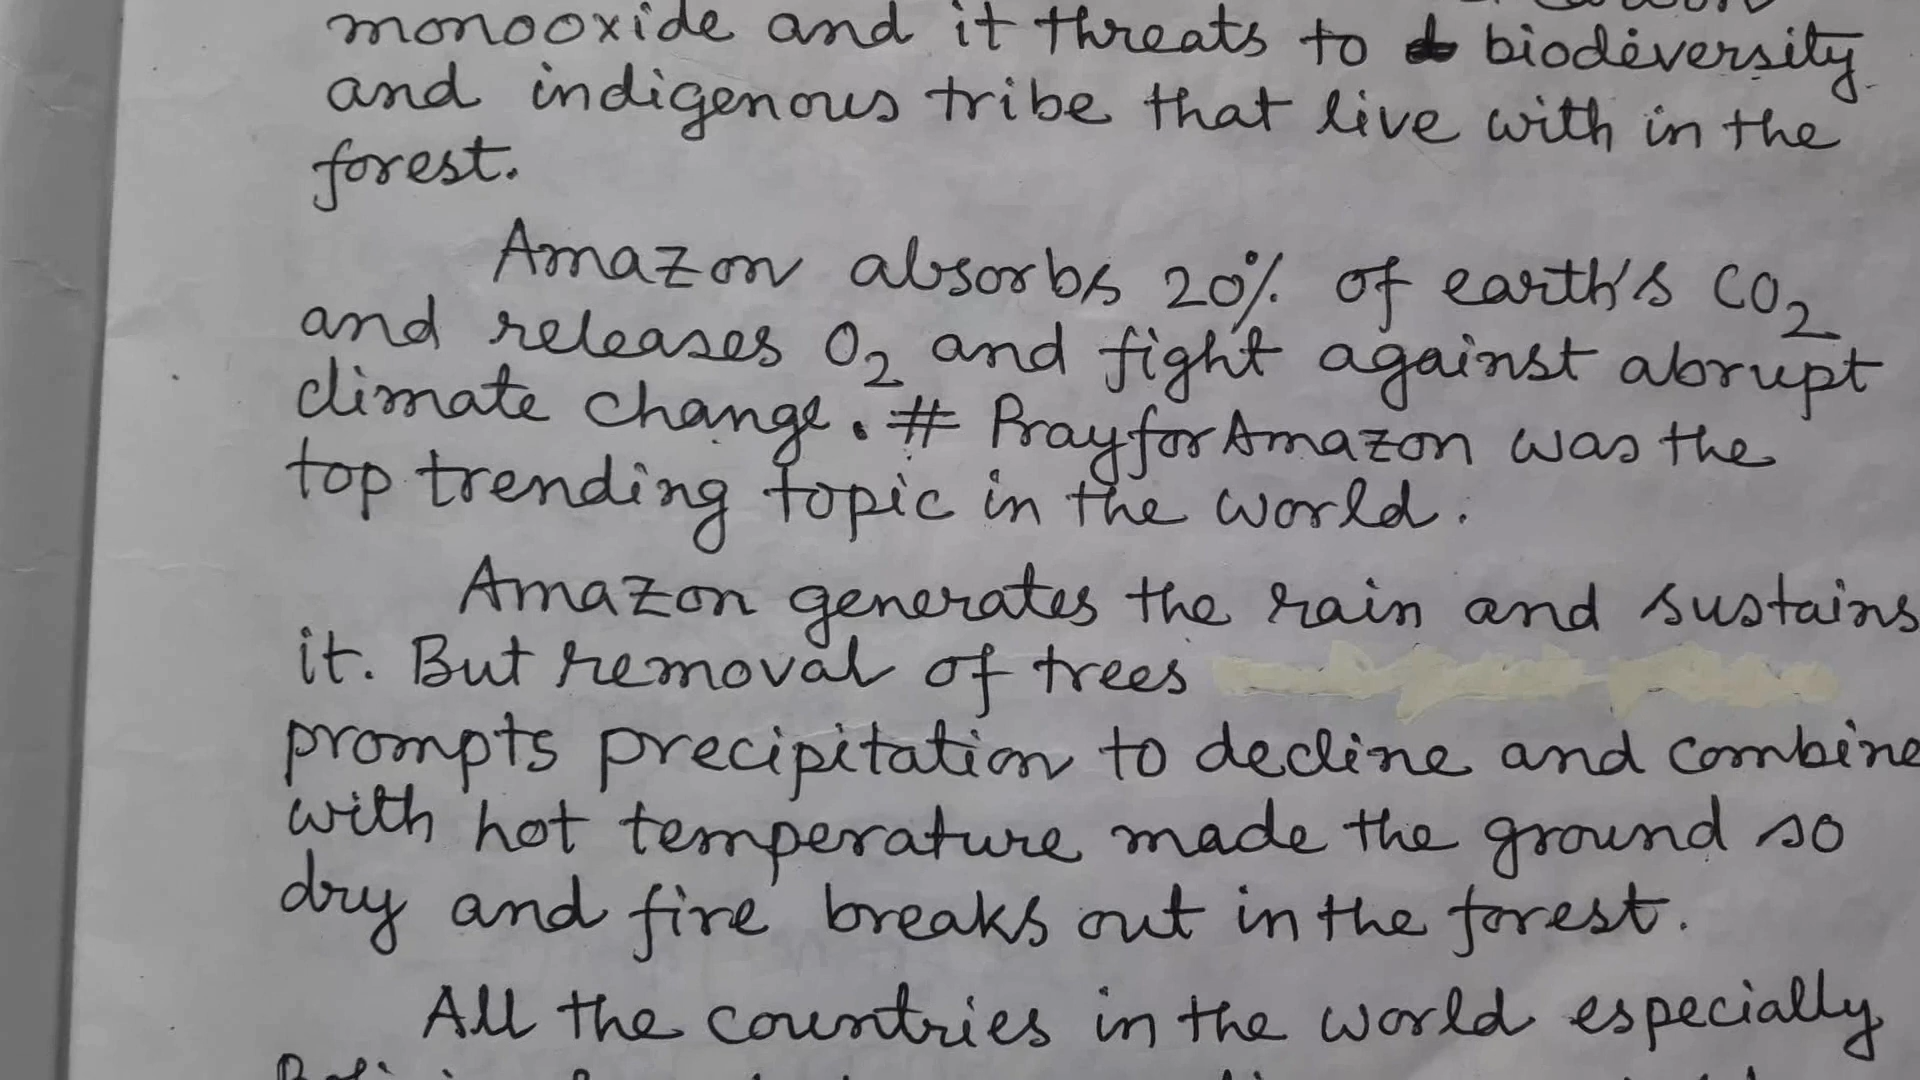 monooxide and it threats to biodiversity
and indigenous tribe that live with in the
forest.
Amazon absorbs 20% of earth's CO2
and releases O2 and fight against abrupt
climate change. # PrayforAmazon was the
top trending topic in the world.
Amazon generates the rain and sustains
it. But removal of trees
prompts precipitation to decline and combine
with hot temperature made the ground so
dry and fire breaks out in the forest.
All the countries in the world especially